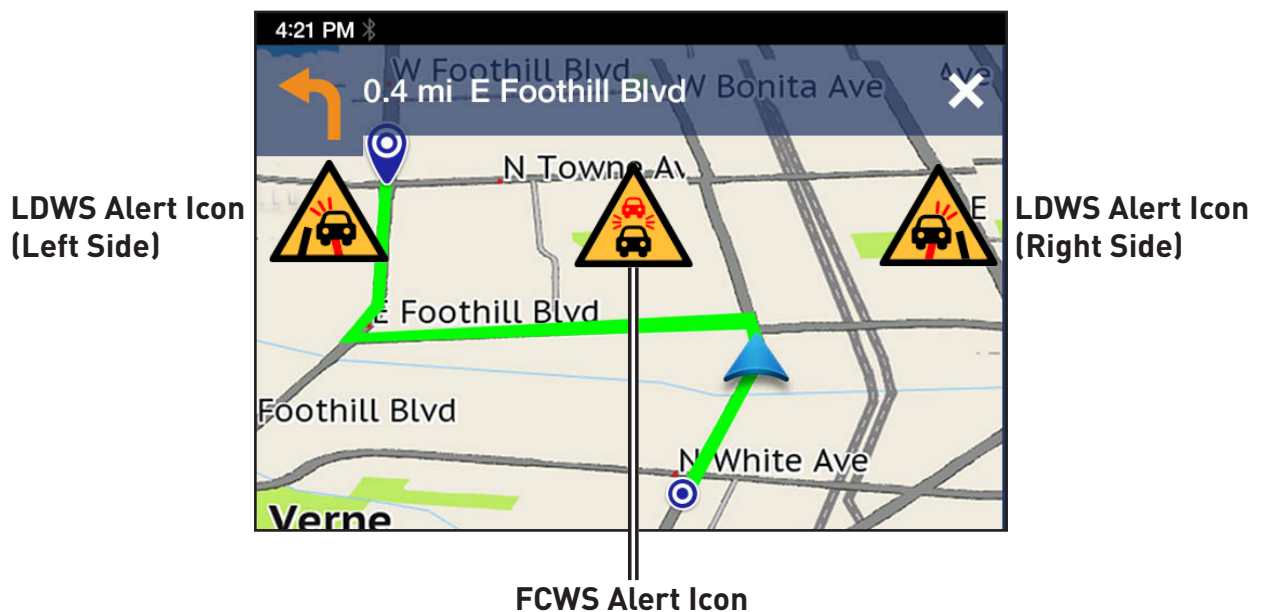 4:21 PM
W Foothill Blvd
W Bonita Ave
Ave
0.4 mi E Foothill Blvd
N Towne Av
LDWS Alert Icon
(Left Side)
E
LDWS Alert Icon
(Right Side)
E Foothill Blvd
Foothill Blvd
N White Ave
Verne
FCWS Alert Icon